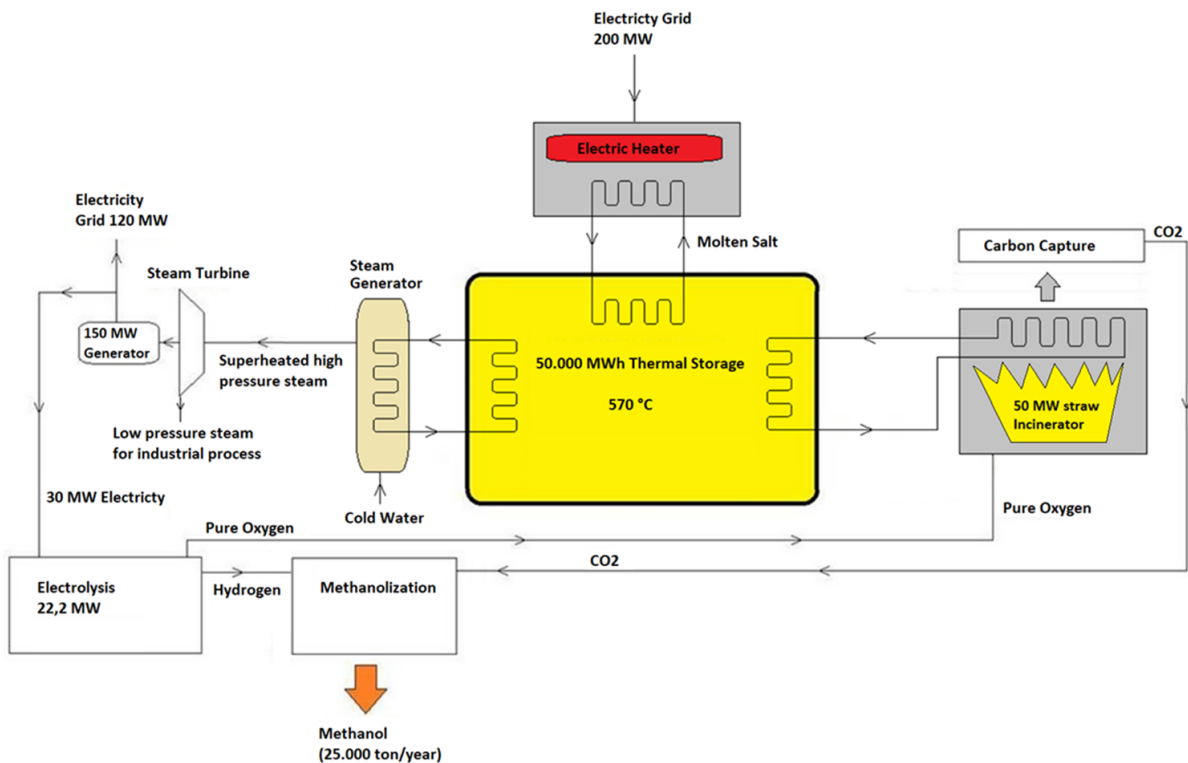 Electricty Grid
200 MW
Electric Heater
Molten Salt
Electricity
Grid 120 MW
Steam Turbine
Steam
Generator
150 MW
Generator
Superheated high
pressure steam
Low pressure steam
for industrial process
50.000 MWh Thermal Storage
570 °C
Carbon Capture
CO2
50 MW straw
Incinerator
30 MW Electricty
Cold Water
Pure Oxygen
Pure Oxygen
Electrolysis
22,2 MW
Hydrogen
Methanolization
CO2
Methanol
(25.000 ton/year)